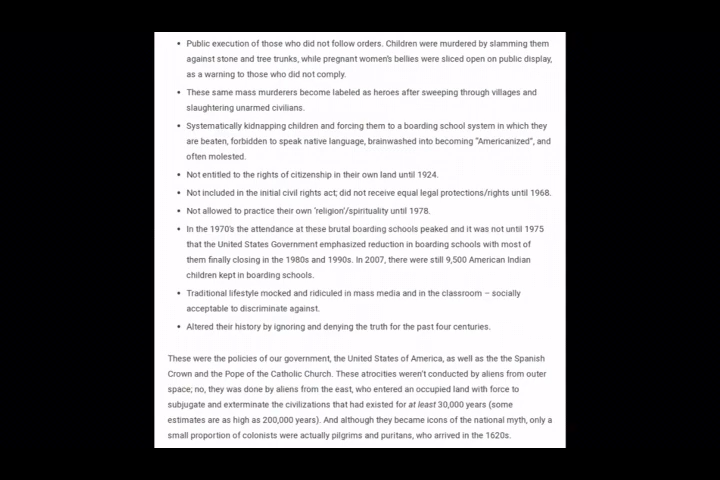 • Public execution of those who did not follow orders. Children were murdered by slamming them
against stone and tree trunks, while pregnant women's bellies were sliced open on public display,
as a warning to those who did not comply.
• These same mass murderers become labeled as heroes after sweeping through villages and
slaughtering unarmed civilians.
• Systematically kidnapping children and forcing them to a boarding school system in which they
are beaten, forbidden to speak native language, brainwashed into becoming "Americanized", and
often molested.
• Not entitled to the rights of citizenship in their own land until 1924.
• Not included in the initial civil rights act; did not receive equal legal protections/rights until 1968.
• Not allowed to practice their own 'religion'/spirituality until 1978.
• In the 1970's the attendance at these brutal boarding schools peaked and it was not until 1975
that the United States Government emphasized reduction in boarding schools with most of
them finally closing in the 1980s and 1990s. In 2007, there were still 9,500 American Indian
children kept in boarding schools.
• Traditional lifestyle mocked and ridiculed in mass media and in the classroom – socially
acceptable to discriminate against.
• Altered their history by ignoring and denying the truth for the past four centuries.
These were the policies of our government, the United States of America, as well as the the Spanish
Crown and the Pope of the Catholic Church. These atrocities weren't conducted by aliens from outer
space; no, they was done by aliens from the east, who entered an occupied land with force to
subjugate and exterminate the civilizations that had existed for at least 30,000 years (some
estimates are as high as 200,000 years). And although they became icons of the national myth, only a
small proportion of colonists were actually pilgrims and puritans, who arrived in the 1620s.